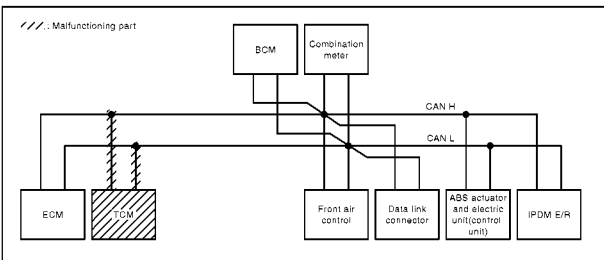 : Malfunctioning part
BCM
Combination
meter
CAN H
CAN L
ECM
TCM
Front air
control
Data link
connector
ABS actuator
and electric
unit(control
unit)
IPDM E/R